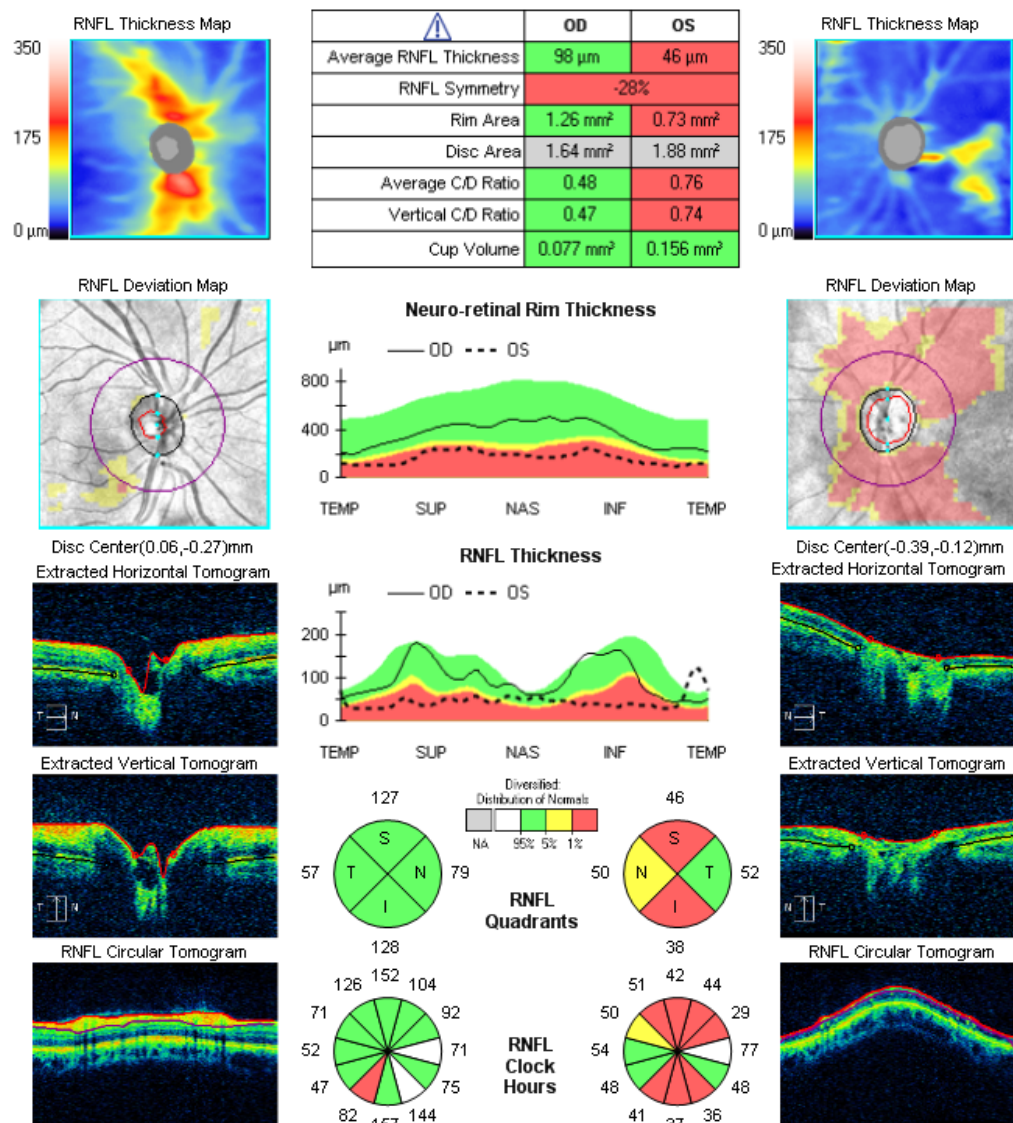 RNFL Thickness Map
350
175
0 µm
OD OS
Average RNFL Thickness 98 µm 46 µm
RNFL Symmetry -28%
Rim Area 1.26 mm² 0.73 mm²
Disc Area 1.64 mm² 1.88 mm²
Average C/D Ratio 0.48 0.76
Vertical C/D Ratio 0.47 0.74
Cup Volume 0.077 mm³ 0.156 mm³
RNFL Thickness Map
350
175
0 µm
RNFL Deviation Map
Disc Center(0.06,-0.27)mm
Neuro-retinal Rim Thickness
µm OD OS
800
400
0
TEMP SUP NAS INF TEMP
RNFL Deviation Map
Disc Center(-0.39,-0.12)mm
Extracted Horizontal Tomogram
T N
RNFL Thickness
µm OD OS
200
100
50
0
TEMP SUP NAS INF TEMP
Extracted Horizontal Tomogram
N T
Extracted Vertical Tomogram
T N
Diversified:
Distribution of Normals
NA 95% 5% 1%
127
S
57 T N 79
I
128
RNFL
Quadrants
46
S
50 N T 52
I
38
Extracted Vertical Tomogram
N T
RNFL Circular Tomogram
126 152 104
71 92
52 71
47 75
82 144
RNFL
Clock
Hours
51 42 44
50 29
54 77
48 48
41 37 36
RNFL Circular Tomogram